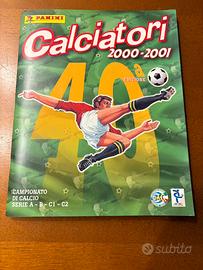 PANINI
Calciatori
2000-2001
40ª
EDIZIONE
CAMPIONATO
DI CALCIO
SERIE A - B - C1 - C2
subito